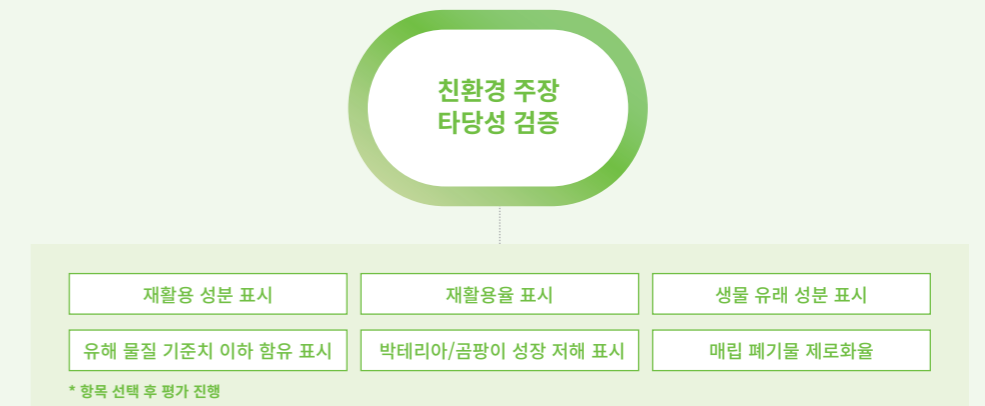 친환경 주장
타당성 검증
재활용 성분 표시
재활용율 표시
생물 유래 성분 표시
유해 물질 기준치 이하 함유 표시
박테리아/곰팡이 성장 저해 표시
매립 폐기물 제로화율
* 항목 선택 후 평가 진행